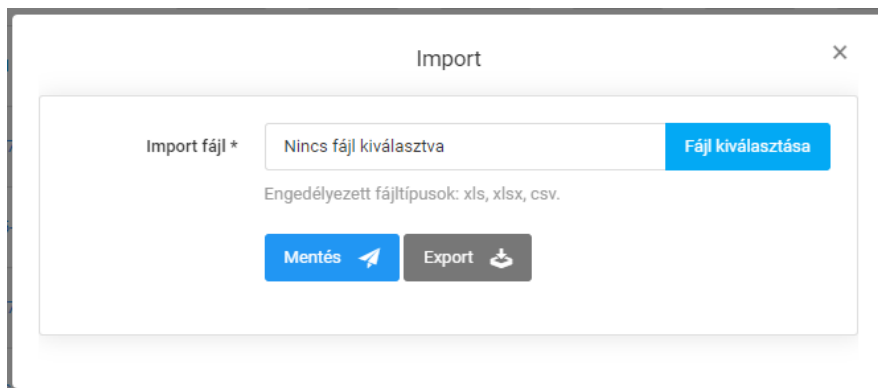 Import
Import fájl * Nincs fájl kiválasztva Fájl kiválasztása
Engedélyezett fájltípusok: xls, xlsx, csv.
Mentés Export